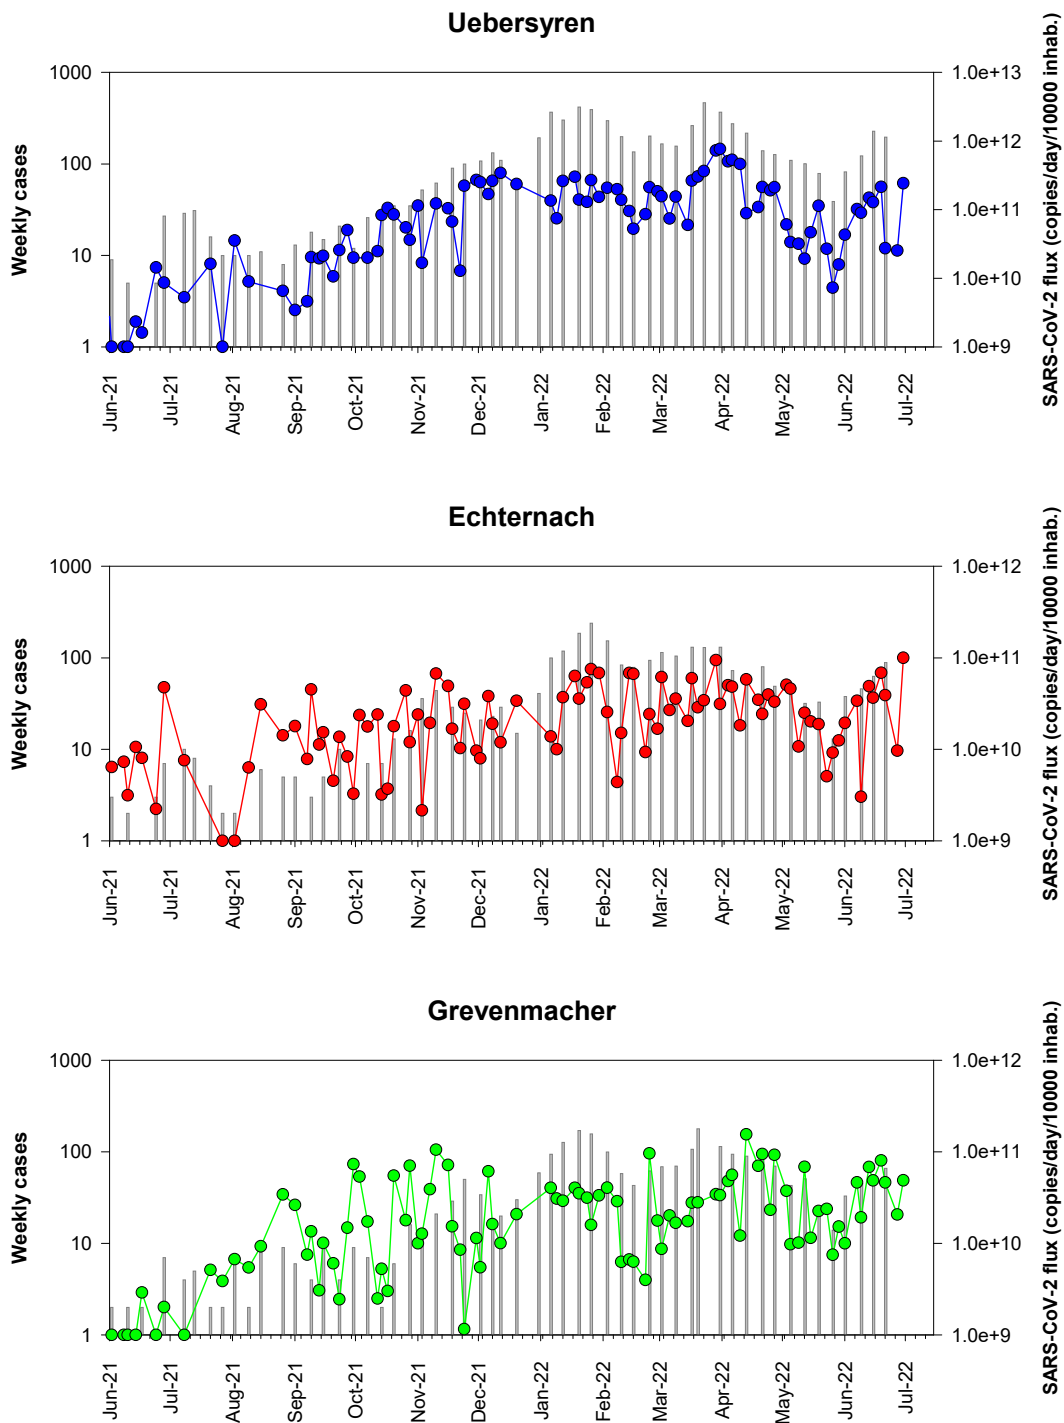 Uebersyren
1000
100
10
1
Weekly cases
1.0e+13
1.0e+12
1.0e+11
1.0e+10
1.0e+9
SARS-CoV-2 flux (copies/day/10000 inhab.)
Jun-21
Jul-21
Aug-21
Sep-21
Oct-21
Nov-21
Dec-21
Jan-22
Feb-22
Mar-22
Apr-22
May-22
Jun-22
Jul-22
Echternach
1000
100
10
1
Weekly cases
1.0e+12
1.0e+11
1.0e+10
1.0e+9
SARS-CoV-2 flux (copies/day/10000 inhab.)
Jun-21
Jul-21
Aug-21
Sep-21
Oct-21
Nov-21
Dec-21
Jan-22
Feb-22
Mar-22
Apr-22
May-22
Jun-22
Jul-22
Grevenmacher
1000
100
10
1
Weekly cases
1.0e+12
1.0e+11
1.0e+10
1.0e+9
SARS-CoV-2 flux (copies/day/10000 inhab.)
Jun-21
Jul-21
Aug-21
Sep-21
Oct-21
Nov-21
Dec-21
Jan-22
Feb-22
Mar-22
Apr-22
May-22
Jun-22
Jul-22